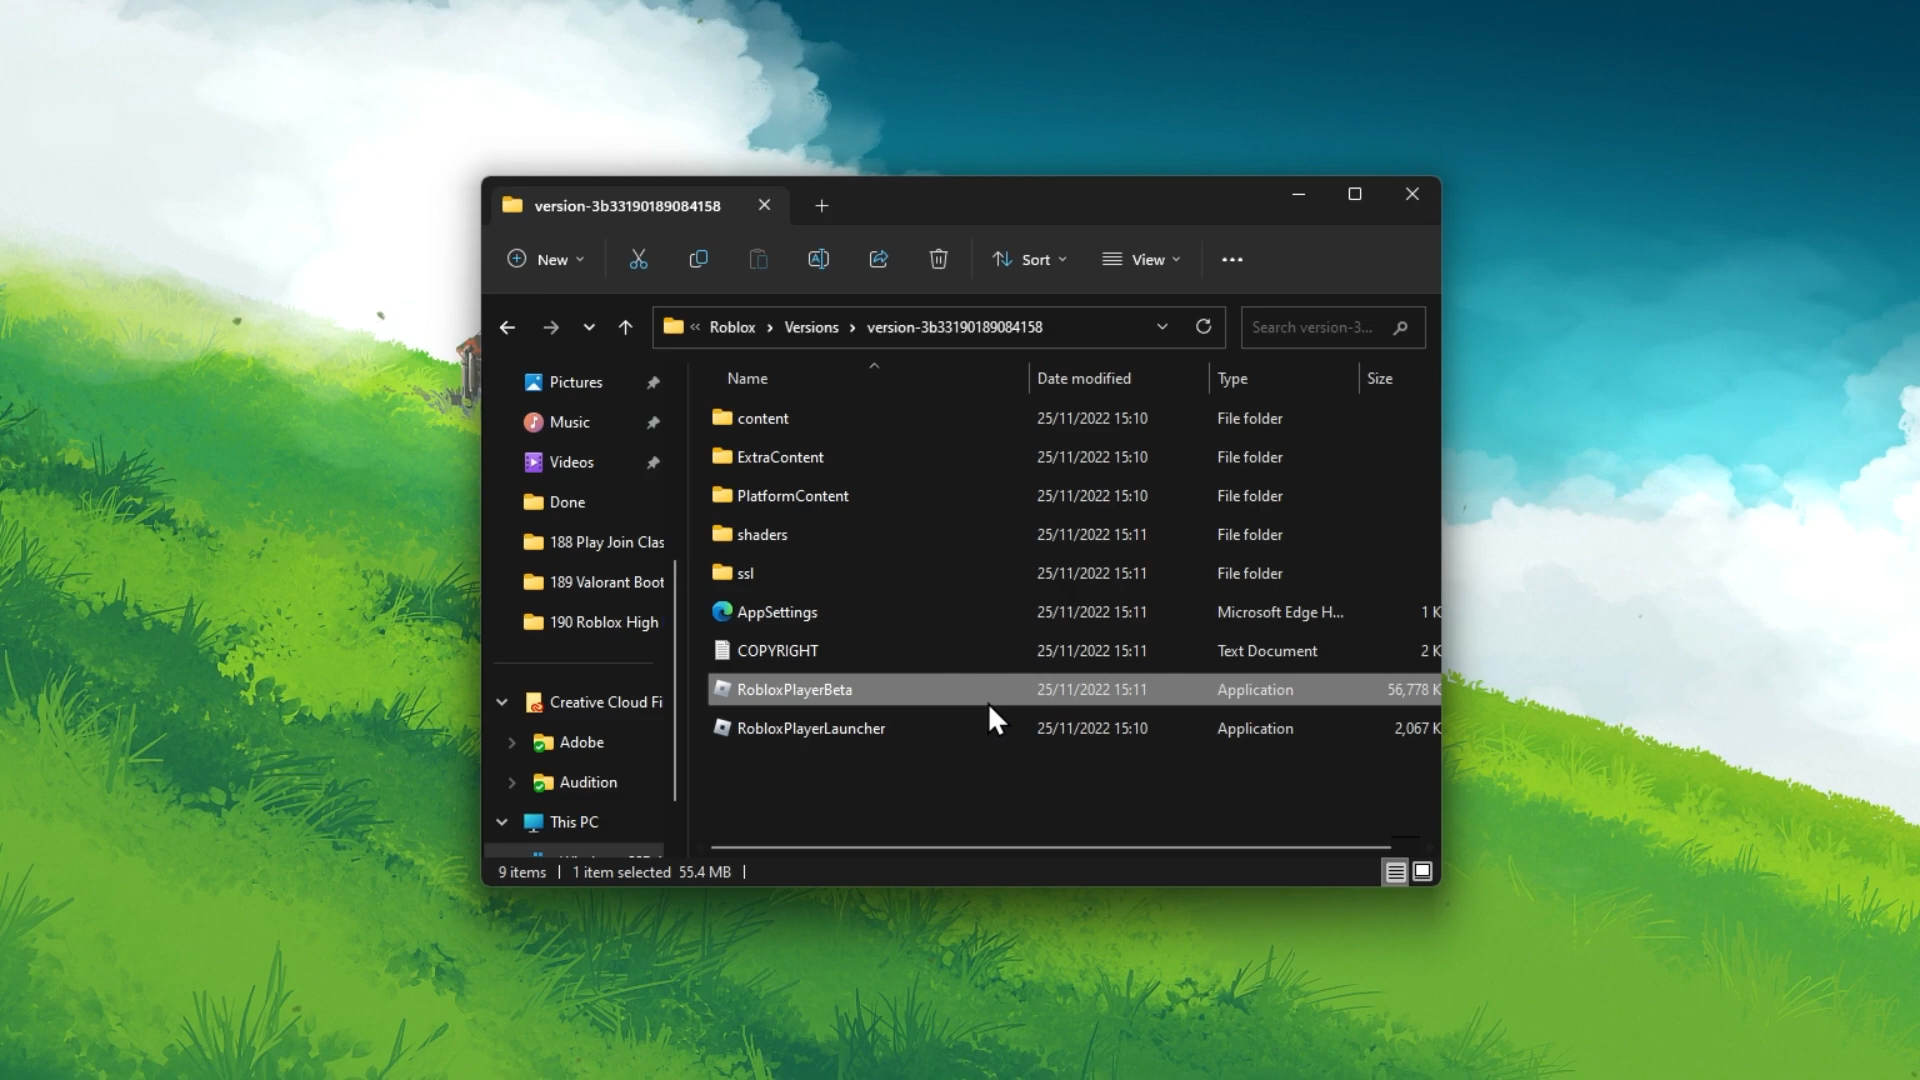 version-3b33190189084158
New
Sort
View
Roblox > Versions > version-3b33190189084158
Search version-3...
Name Date modified Type Size
Pictures
Music
Videos
Done
188 Play Join Clas
189 Valorant Boot
190 Roblox High
Creative Cloud Fi
Adobe
Audition
This PC
content 25/11/2022 15:10 File folder
ExtraContent 25/11/2022 15:10 File folder
PlatformContent 25/11/2022 15:10 File folder
shaders 25/11/2022 15:11 File folder
ssl 25/11/2022 15:11 File folder
AppSettings 25/11/2022 15:11 Microsoft Edge H... 1 K
COPYRIGHT 25/11/2022 15:11 Text Document 2 K
RobloxPlayerBeta 25/11/2022 15:11 Application 56,778 K
RobloxPlayerLauncher 25/11/2022 15:10 Application 2,067 K
9 items | 1 item selected 55.4 MB |